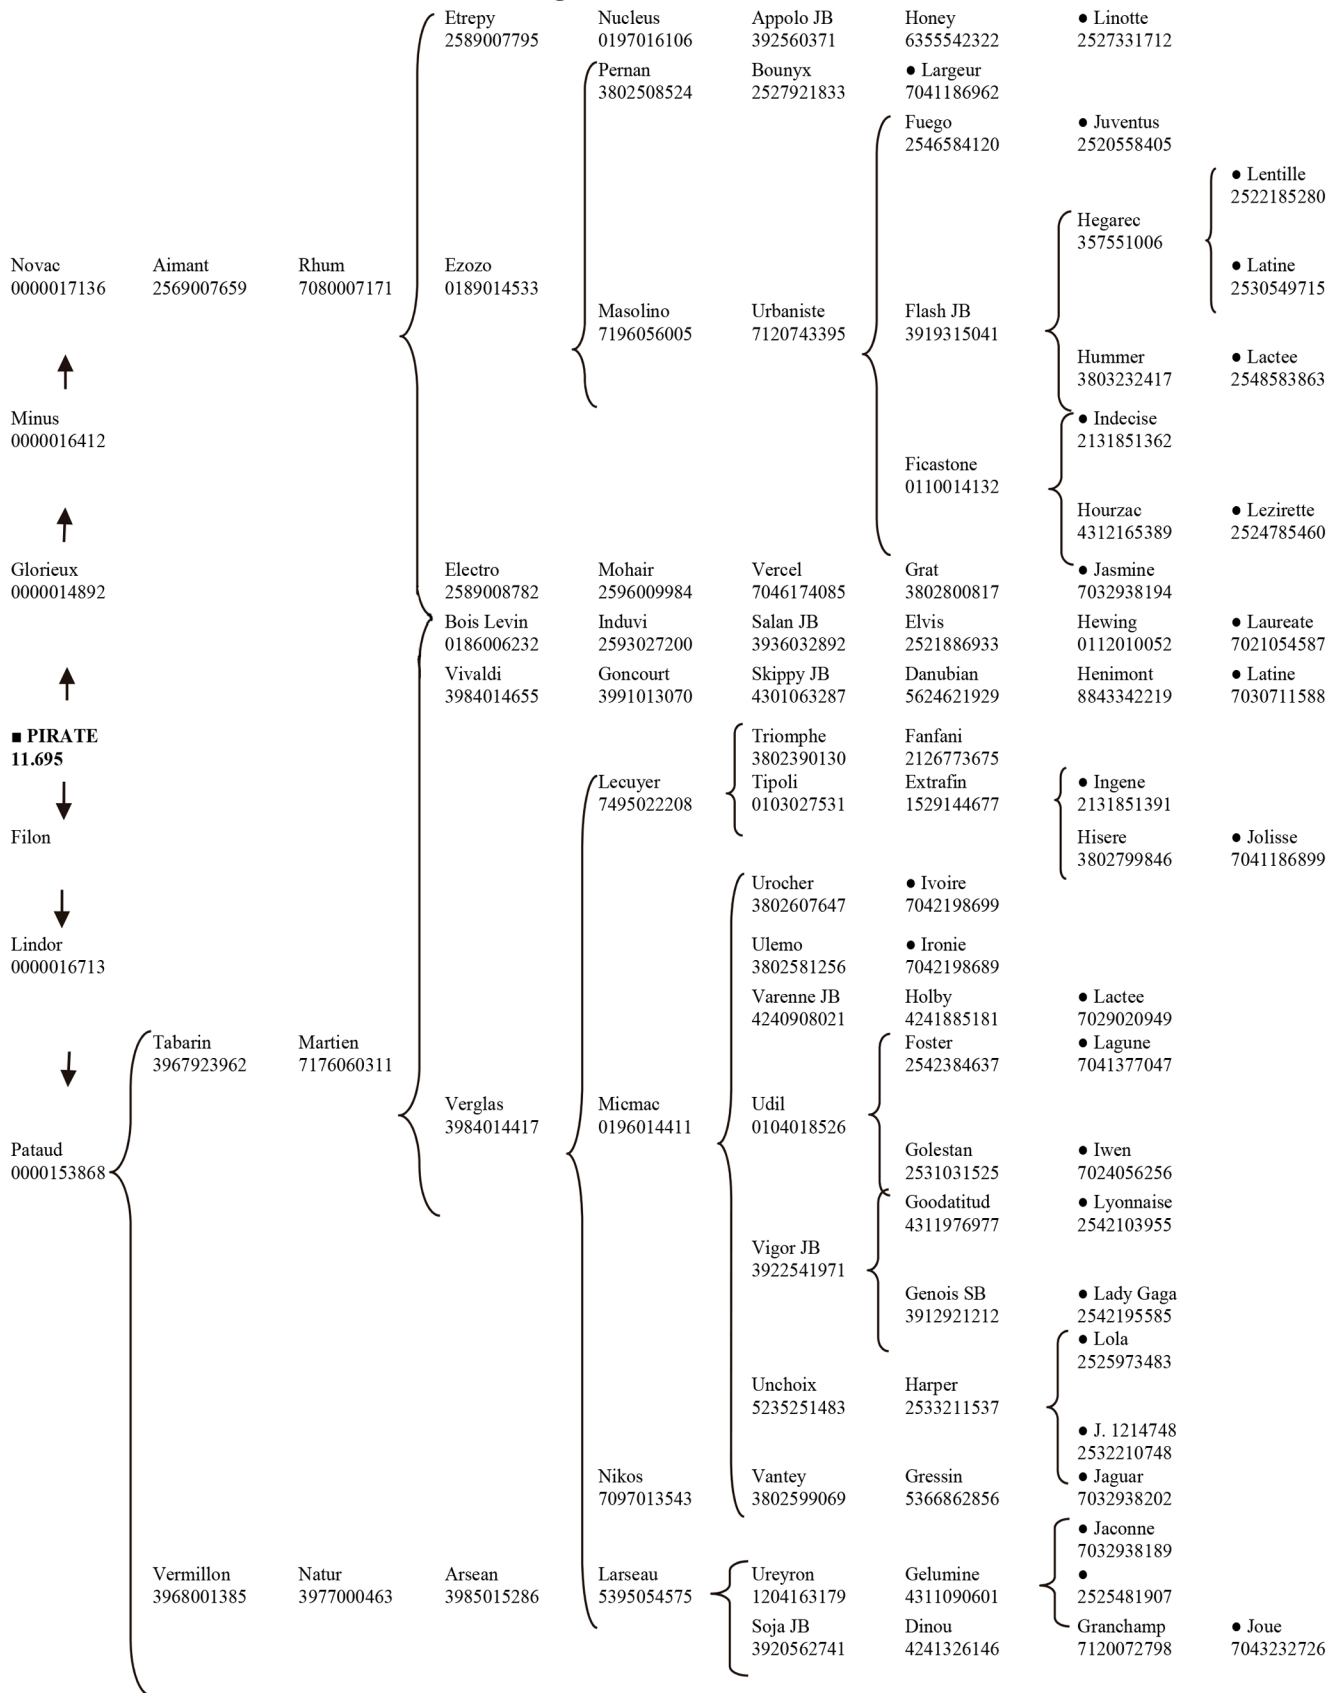 Etrepy Nucleus Appolo JB Honey ● Linotte
2589007795 0197016106 392560371 6355542322 2527331712
Pernan Bounyx ● Largeur
3802508524 2527921833 7041186962
Fuego ● Juventus
2546584120 2520558405
● Lentille
2522185280
Hegarec
357551006
Novac Aimant Rhum Ezozo ● Latine
0000017136 2569007659 7080007171 0189014533 2530549715
Masolino Urbaniste Flash JB
7196056005 7120743395 3919315041
Hummer ● Lactee
3803232417 2548583863
Minus ● Indecise
0000016412 2131851362
Ficastone
0110014132
Hourzac ● Lezirette
4312165389 2524785460
Glorieux Electro Mohair Vercel Grat ● Jasmine
0000014892 2589008782 2596009984 7046174085 3802800817 7032938194
Bois Levin Induvi Salan JB Elvis Hewing ● Laureate
0186006232 2593027200 3936032892 2521886933 0112010052 7021054587
Vivaldi Goncourt Skippy JB Danubian Henimont ● Latine
3984014655 3991013070 4301063287 5624621929 8843342219 7030711588
■ PIRATE Triomphe Fanfani
11.695 3802390130 2126773675
Lecuyer Tipoli Extrafin ● Ingene
7495022208 0103027531 1529144677 2131851391
Filon Hisere ● Jolisse
3802799846 7041186899
Urocher ● Ivoire
3802607647 7042198699
Lindor Ulemo ● Ironie
0000016713 3802581256 7042198689
Varenne JB Holby ● Lactee
4240908021 4241885181 7029020949
Tabarin Martien Foster ● Lagune
3967923962 7176060311 2542384637 7041377047
Verglas Micmac Udil
3984014417 0196014411 0104018526
Pataud Golestan ● Iwen
0000153868 2531031525 7024056256
Goodatitud ● Lyonnaise
4311976977 2542103955
Vigor JB
3922541971
Genois SB ● Lady Gaga
3912921212 2542195585
● Lola
2525973483
Unchoix Harper
5235251483 2533211537
● J. 1214748
2532210748
Nikos Vantey Gressin ● Jaguar
7097013543 3802599069 5366862856 7032938202
● Jaconne
7032938189
Vermillon Natur Arsean Larseau Ureyron Gelumine ●
3968001385 3977000463 3985015286 5395054575 1204163179 4311090601 2525481907
Soja JB Dinou Granchamp ● Joue
3920562741 4241326146 7120072798 7043232726